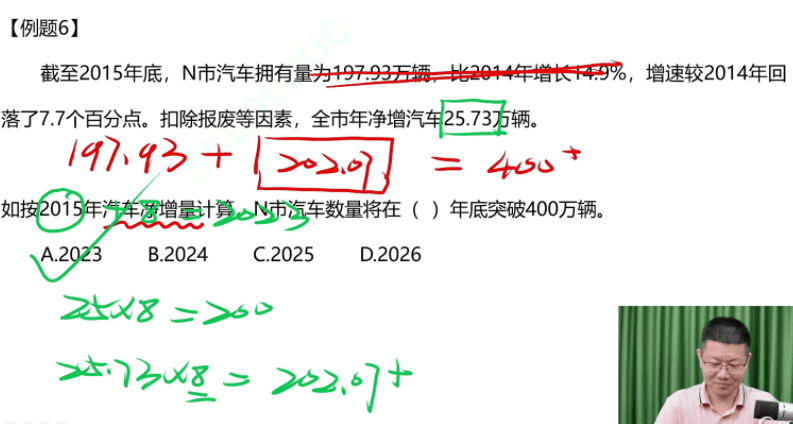 【例题6】
截至2015年底，N市汽车拥有量为197.93万辆，比2014年增长14.9%，增速较2014年回
落了7.7个百分点。扣除报废等因素，全市年净增汽车25.73万辆。
197.93 + 202.07 = 400+
如按2015年汽车净增量计算，N市汽车数量将在（ ）年底突破400万辆。
+8=2023
A.2023 B.2024 C.2025 D.2026
25×8=200
25.73×8=202.07+